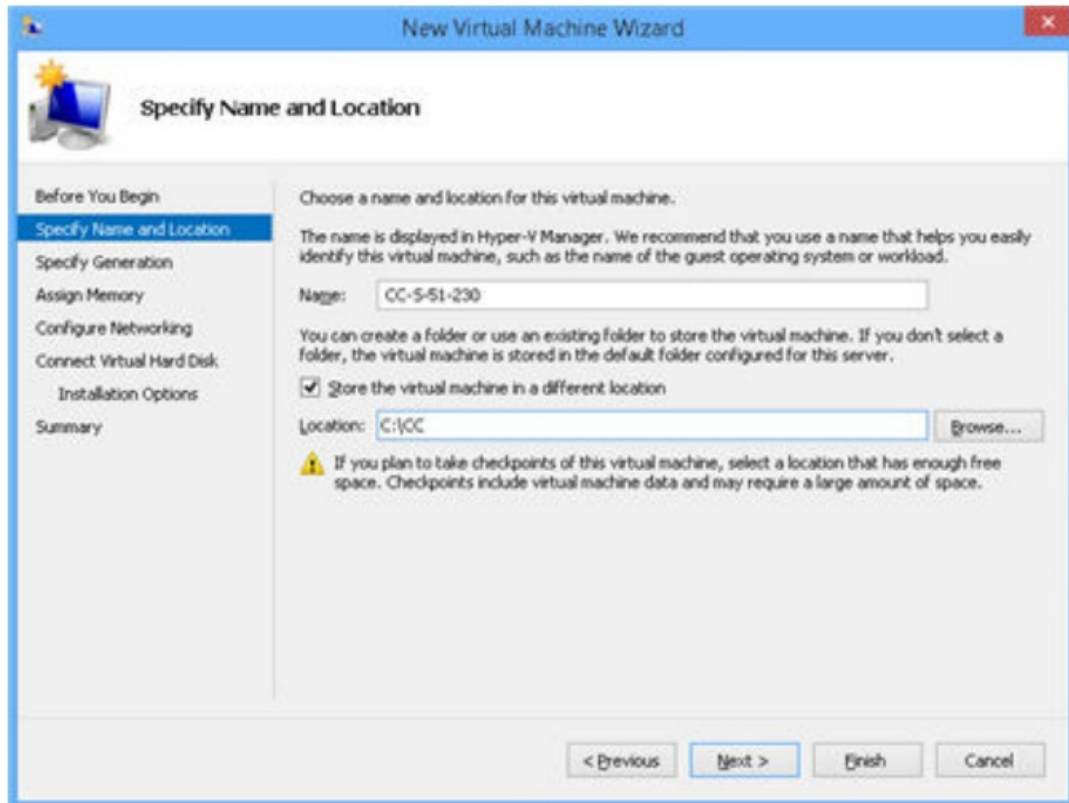 New Virtual Machine Wizard
Specify Name and Location
Before You Begin
Specify Name and Location
Specify Generation
Assign Memory
Configure Networking
Connect Virtual Hard Disk
Installation Options
Summary
Choose a name and location for this virtual machine.
The name is displayed in Hyper-V Manager. We recommend that you use a name that helps you easily
identify this virtual machine, such as the name of the guest operating system or workload.
Name: CC-5-51-230
You can create a folder or use an existing folder to store the virtual machine. If you don't select a
folder, the virtual machine is stored in the default folder configured for this server.
Store the virtual machine in a different location
Location: C:\CC Browse...
If you plan to take checkpoints of this virtual machine, select a location that has enough free
space. Checkpoints include virtual machine data and may require a large amount of space.
< Previous Next > Finish Cancel